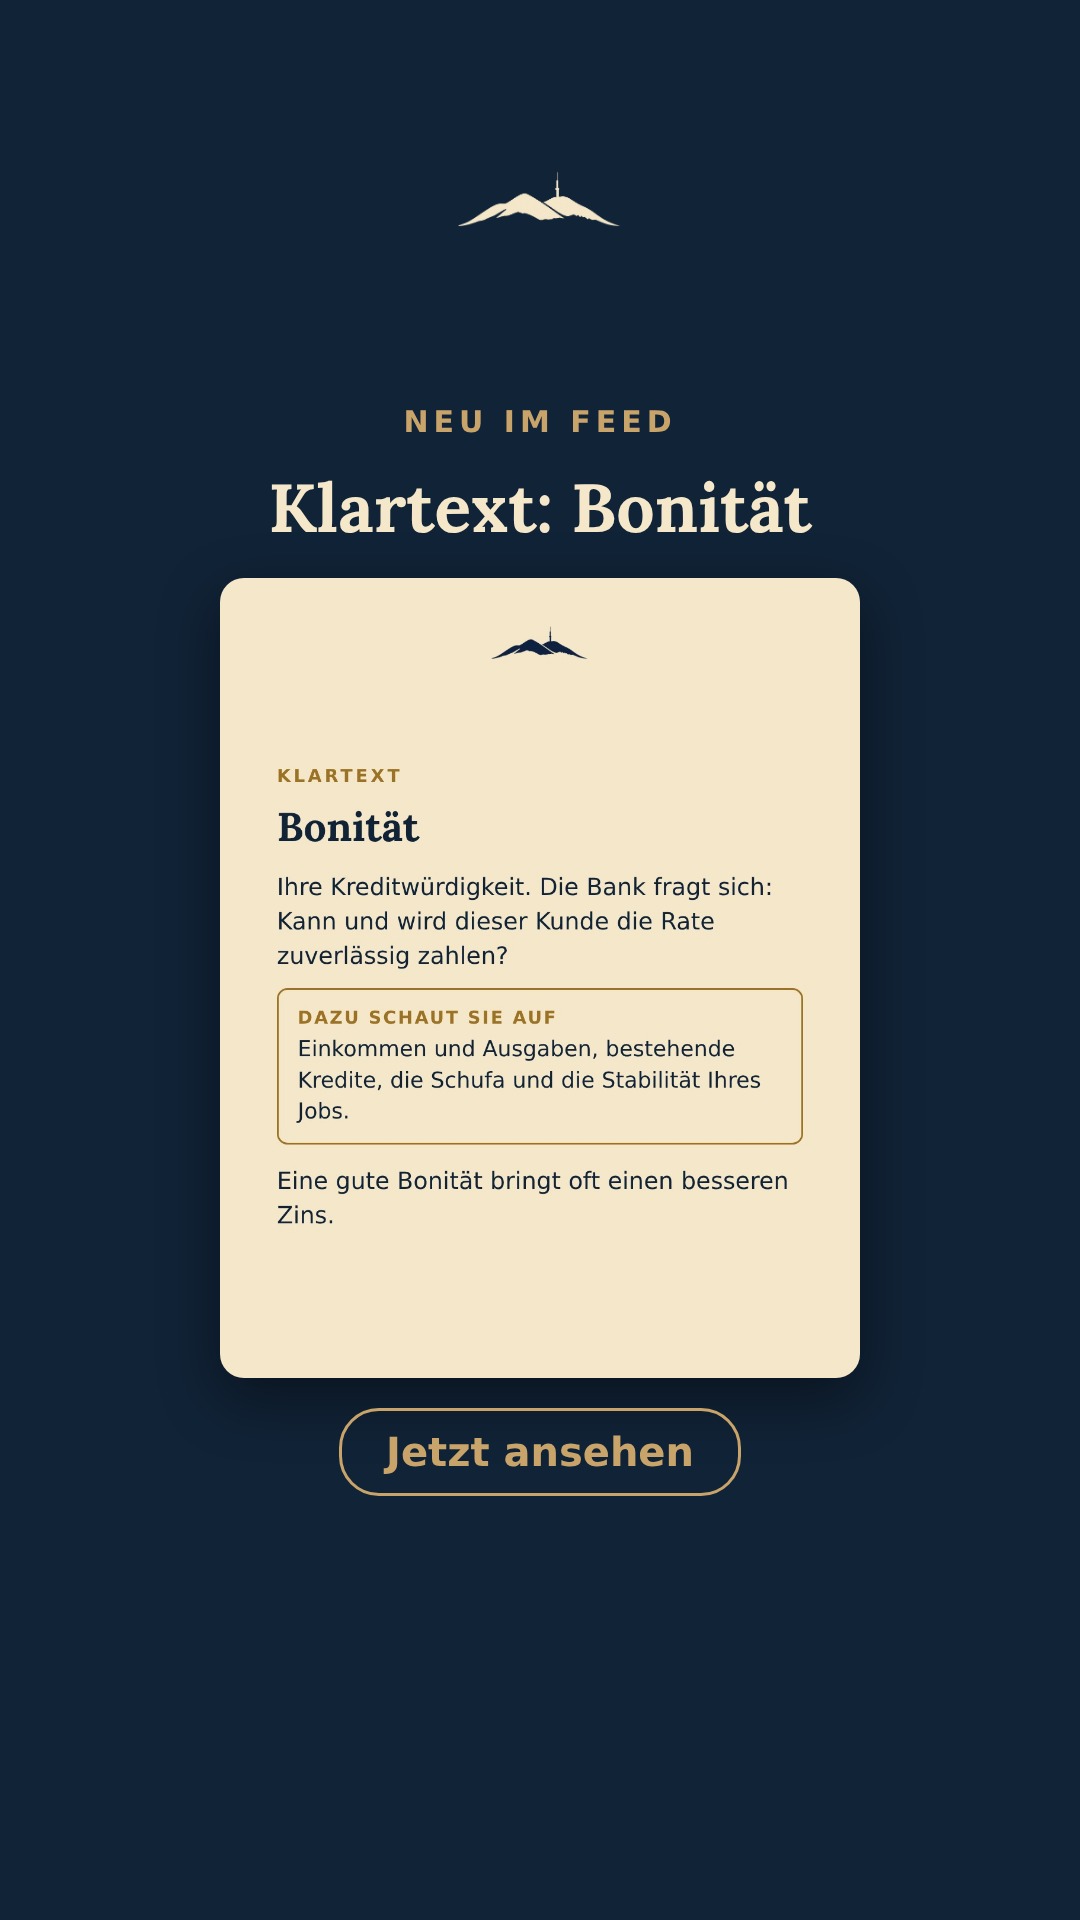 NEU IM FEED
Klartext: Bonität
KLARTEXT
Bonität
Ihre Kreditwürdigkeit. Die Bank fragt sich:
Kann und wird dieser Kunde die Rate
zuverlässig zahlen?
DAZU SCHAUT SIE AUF
Einkommen und Ausgaben, bestehende
Kredite, die Schufa und die Stabilität Ihres
Jobs.
Eine gute Bonität bringt oft einen besseren
Zins.
Jetzt ansehen